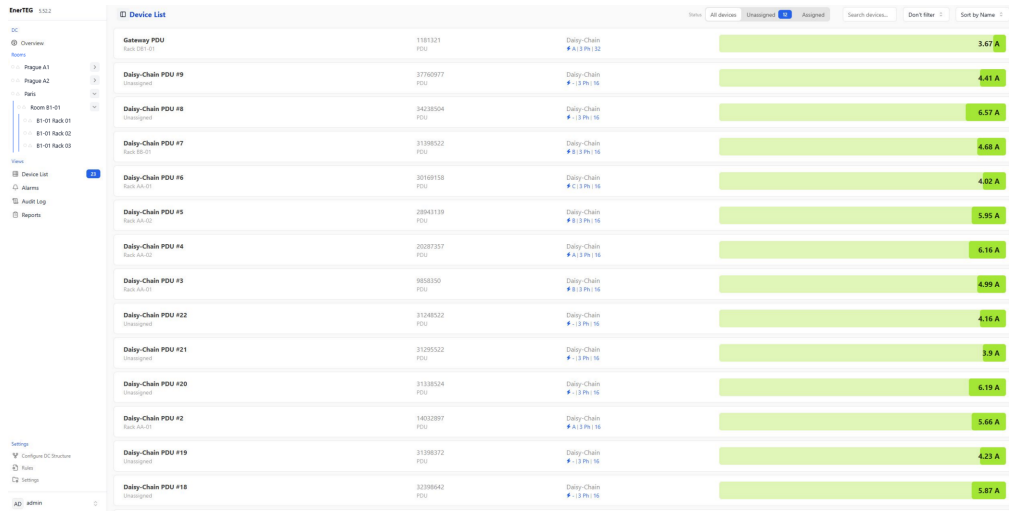 EnerTEG 5.52.2
DC
Overview
Rooms
Prague A1
Prague A2
Paris
Room B1-01
B1-01 Rack 01
B1-01 Rack 02
B1-01 Rack 03
Views
Device List 23
Alarms
Audit Log
Reports
Settings
Configure DC Structure
Rules
Settings
AD admin
Device List
Status All devices Unassigned 12 Assigned Search devices... Don't filter Sort by Name
Gateway PDU 1181321 Daisy-Chain 3.67 A
Rack DB1-01 PDU A | 3 Ph | 32
Daisy-Chain PDU #9 37760977 Daisy-Chain 4.41 A
Unassigned PDU - | 3 Ph | 16
Daisy-Chain PDU #8 34238504 Daisy-Chain 6.57 A
Unassigned PDU - | 3 Ph | 16
Daisy-Chain PDU #7 31398522 Daisy-Chain 4.68 A
Rack BB-01 PDU B | 3 Ph | 16
Daisy-Chain PDU #6 30169158 Daisy-Chain 4.02 A
Rack AA-01 PDU C | 3 Ph | 16
Daisy-Chain PDU #5 28943139 Daisy-Chain 5.95 A
Rack AA-02 PDU B | 3 Ph | 16
Daisy-Chain PDU #4 20287357 Daisy-Chain 6.16 A
Rack AA-02 PDU A | 3 Ph | 16
Daisy-Chain PDU #3 9858350 Daisy-Chain 4.99 A
Rack AA-01 PDU B | 3 Ph | 16
Daisy-Chain PDU #22 31248522 Daisy-Chain 4.16 A
Unassigned PDU - | 3 Ph | 16
Daisy-Chain PDU #21 31295522 Daisy-Chain 3.9 A
Unassigned PDU - | 3 Ph | 16
Daisy-Chain PDU #20 31338524 Daisy-Chain 6.19 A
Unassigned PDU - | 3 Ph | 16
Daisy-Chain PDU #2 14032897 Daisy-Chain 5.66 A
Rack AA-01 PDU A | 3 Ph | 16
Daisy-Chain PDU #19 31398372 Daisy-Chain 4.23 A
Unassigned PDU - | 3 Ph | 16
Daisy-Chain PDU #18 32398642 Daisy-Chain 5.87 A
Unassigned PDU - | 3 Ph | 16